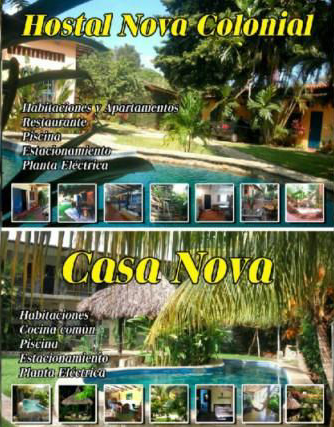 Hostal Nova Colonial
Habitaciones y Apartamentos
Restaurante
Piscina
Estacionamiento
Planta Eléctrica
Casa Nova
Habitaciones
Cocina común
Piscina
Estacionamiento
Planta Eléctrica